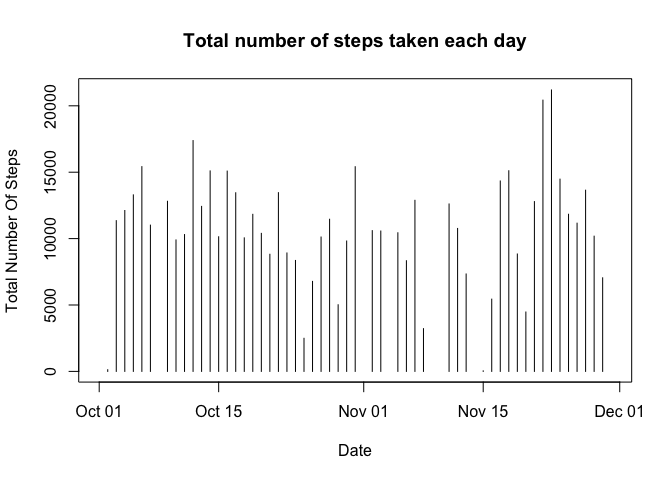 Total number of steps taken each day
Total Number Of Steps
20000
15000
10000
5000
0
Oct 01 Oct 15 Nov 01 Nov 15 Dec 01
Date